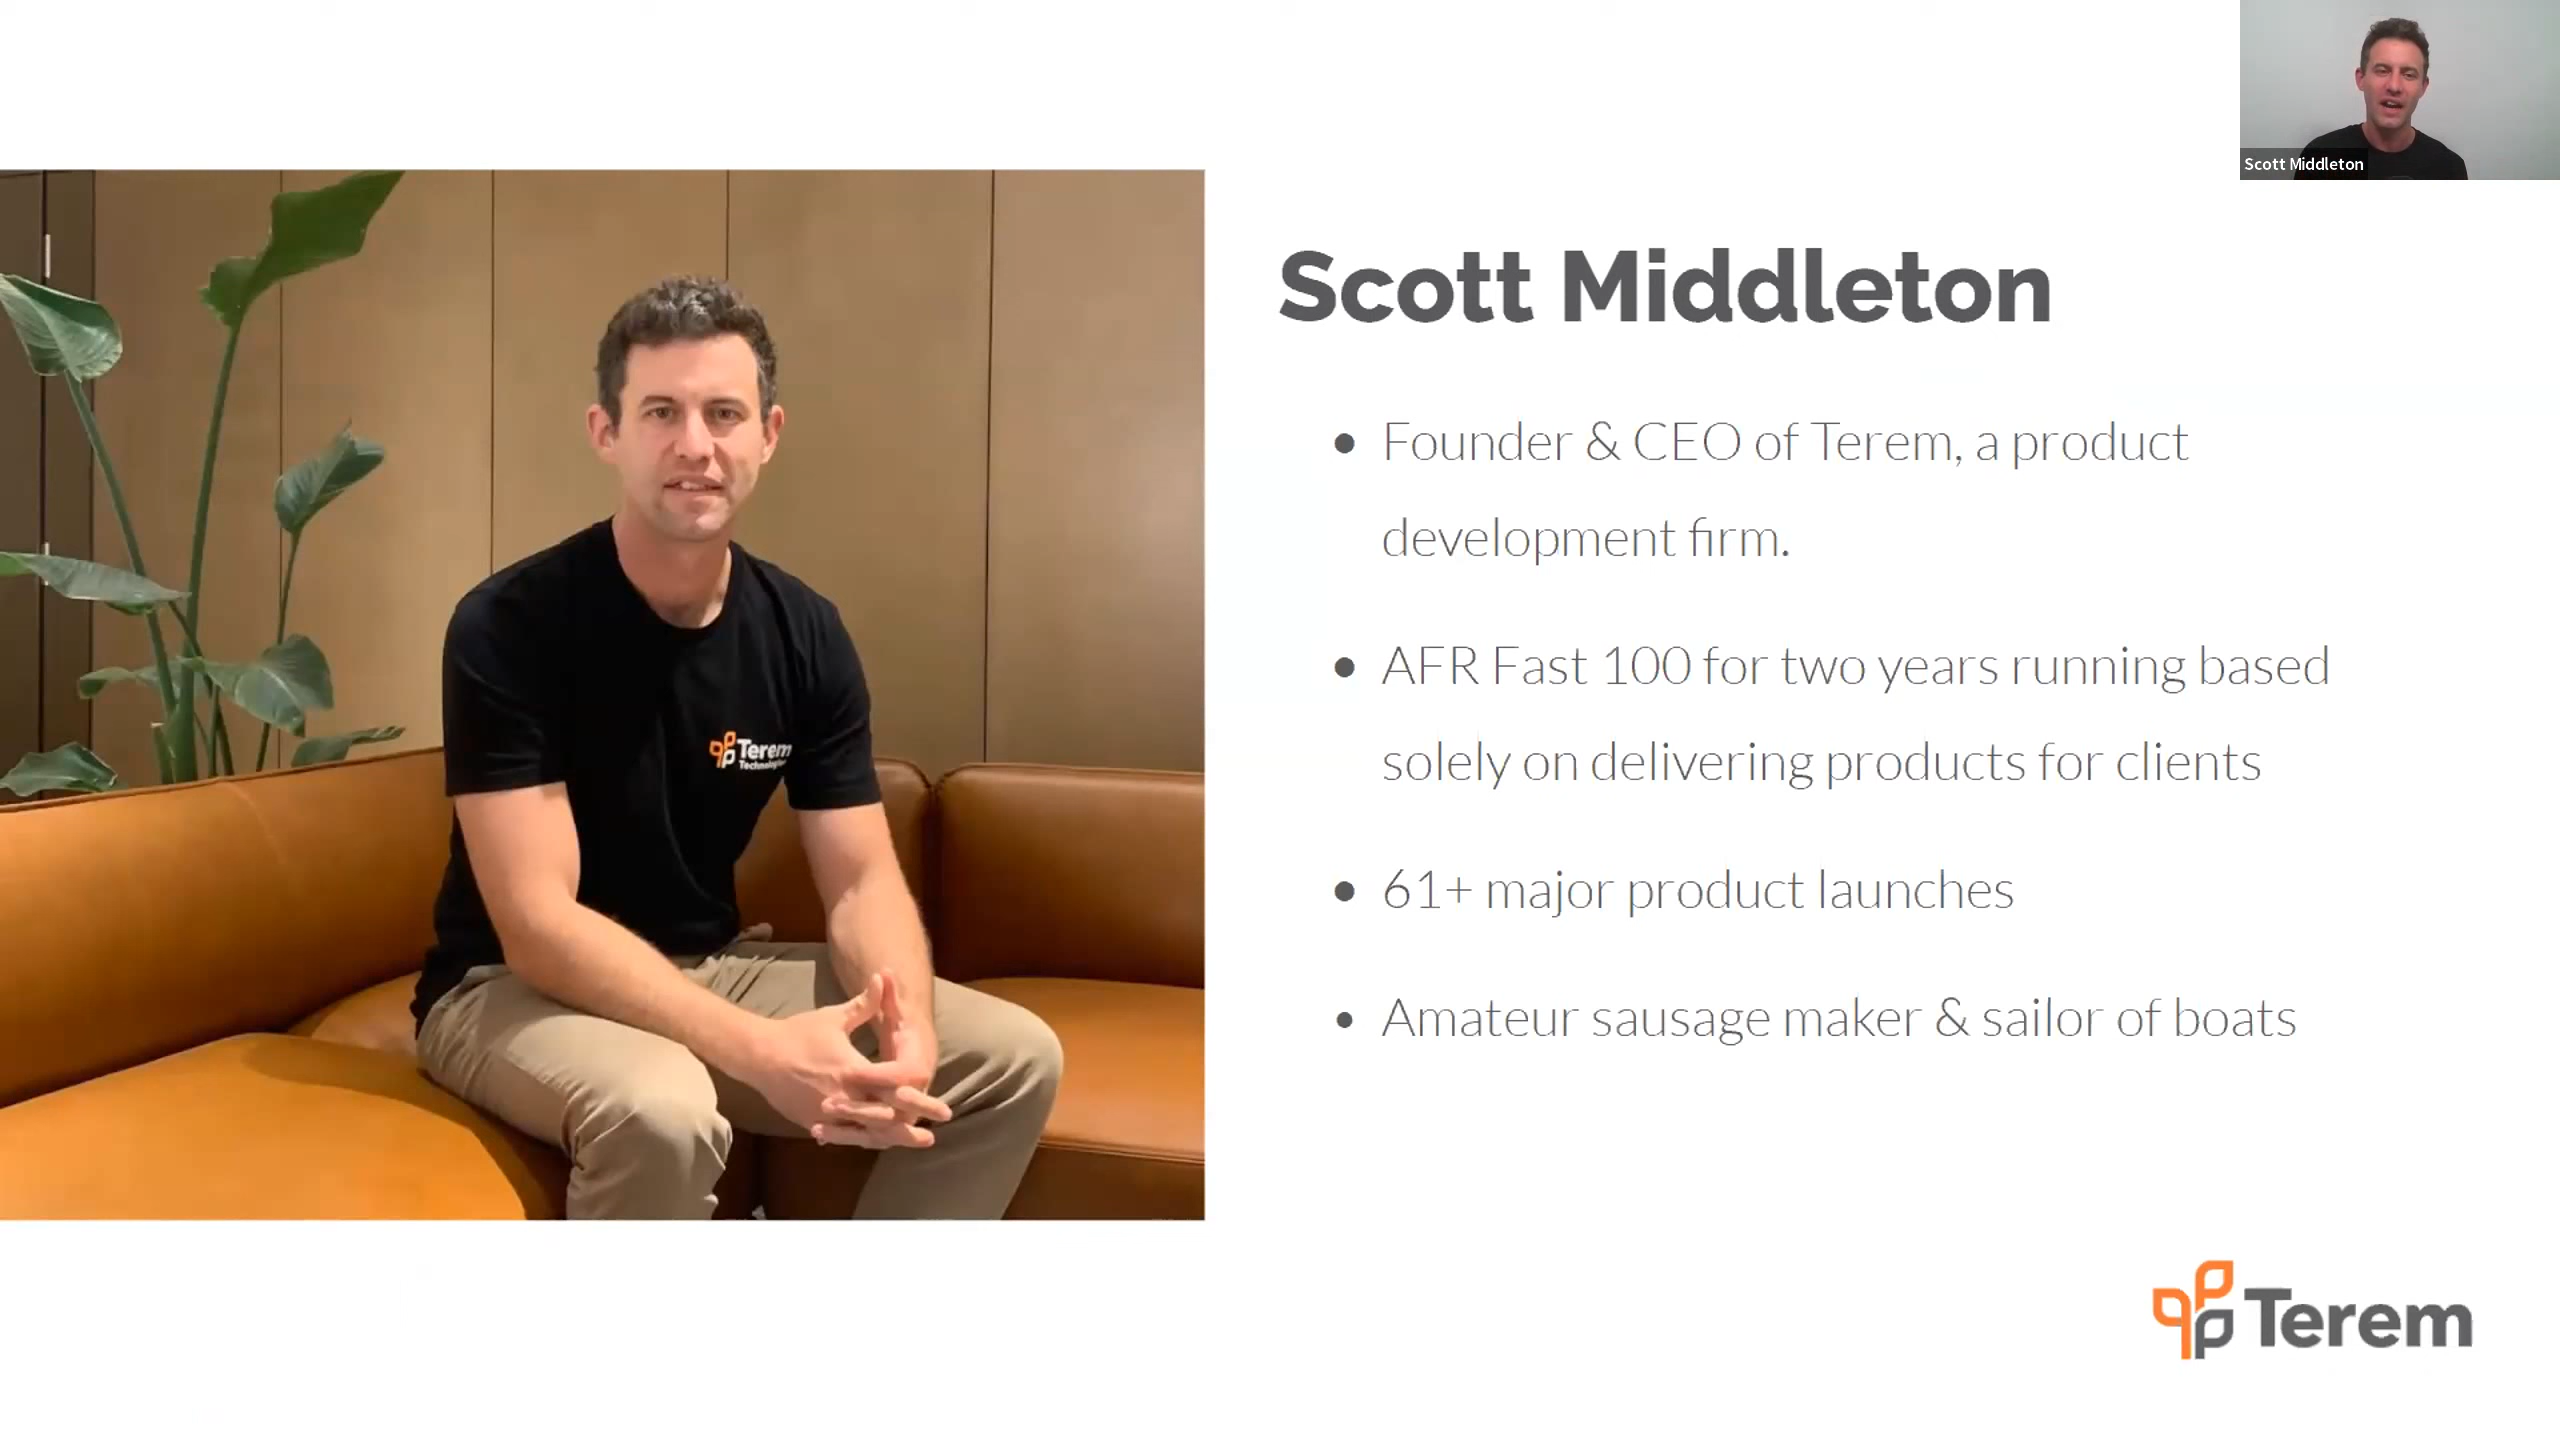 Scott Middleton
Scott Middleton
• Founder & CEO of Terem, a product
development firm.
• AFR Fast 100 for two years running based
solely on delivering products for clients
• 61+ major product launches
• Amateur sausage maker & sailor of boats
Terem
Technologies
Terem